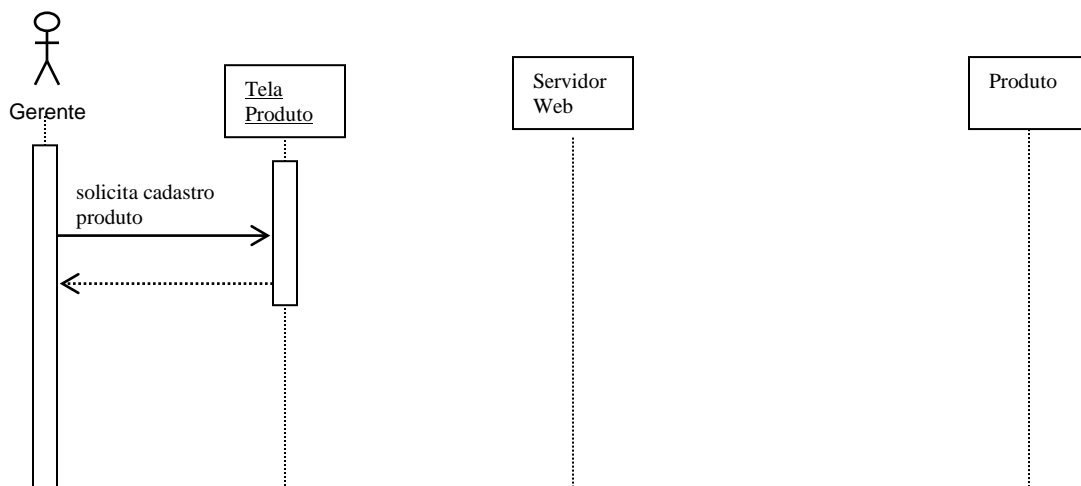 Gerente
Tela
Produto
Servidor
Web
Produto
solicita cadastro
produto